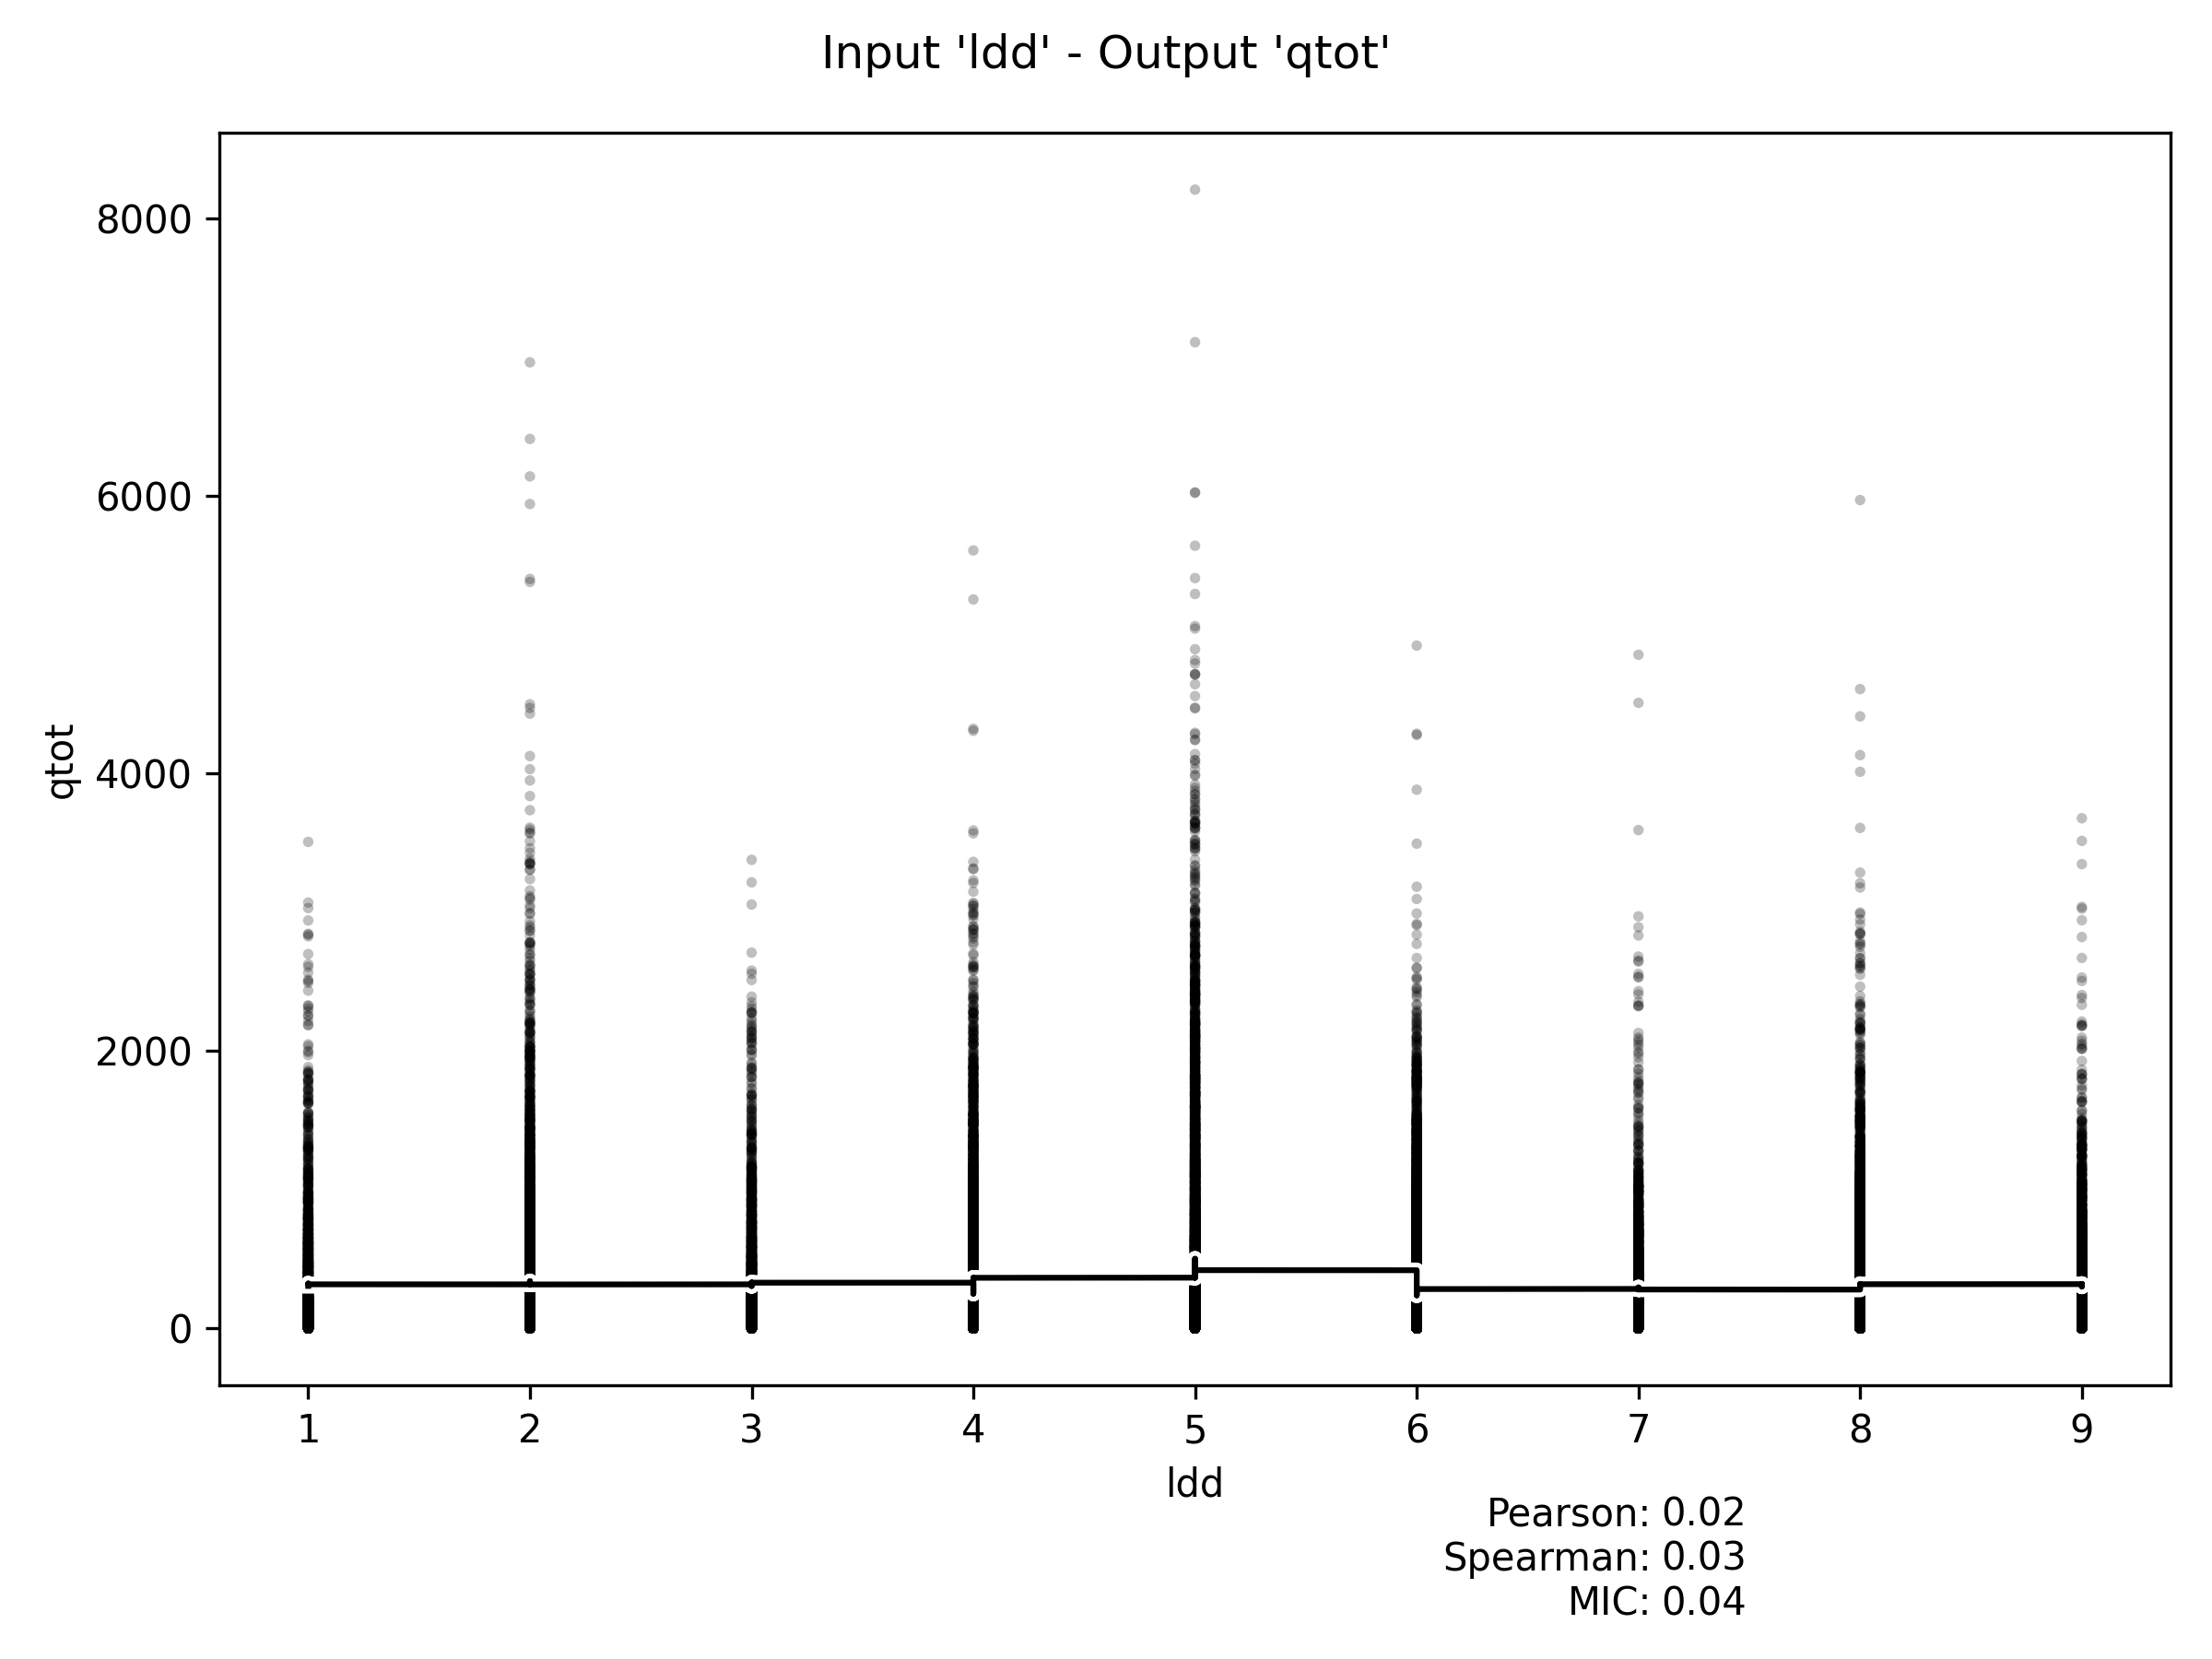 Input 'ldd' - Output 'qtot'
8000
6000
4000
2000
0
qtot
1 2 3 4 5 6 7 8 9
ldd
Pearson: 0.02
Spearman: 0.03
MIC: 0.04